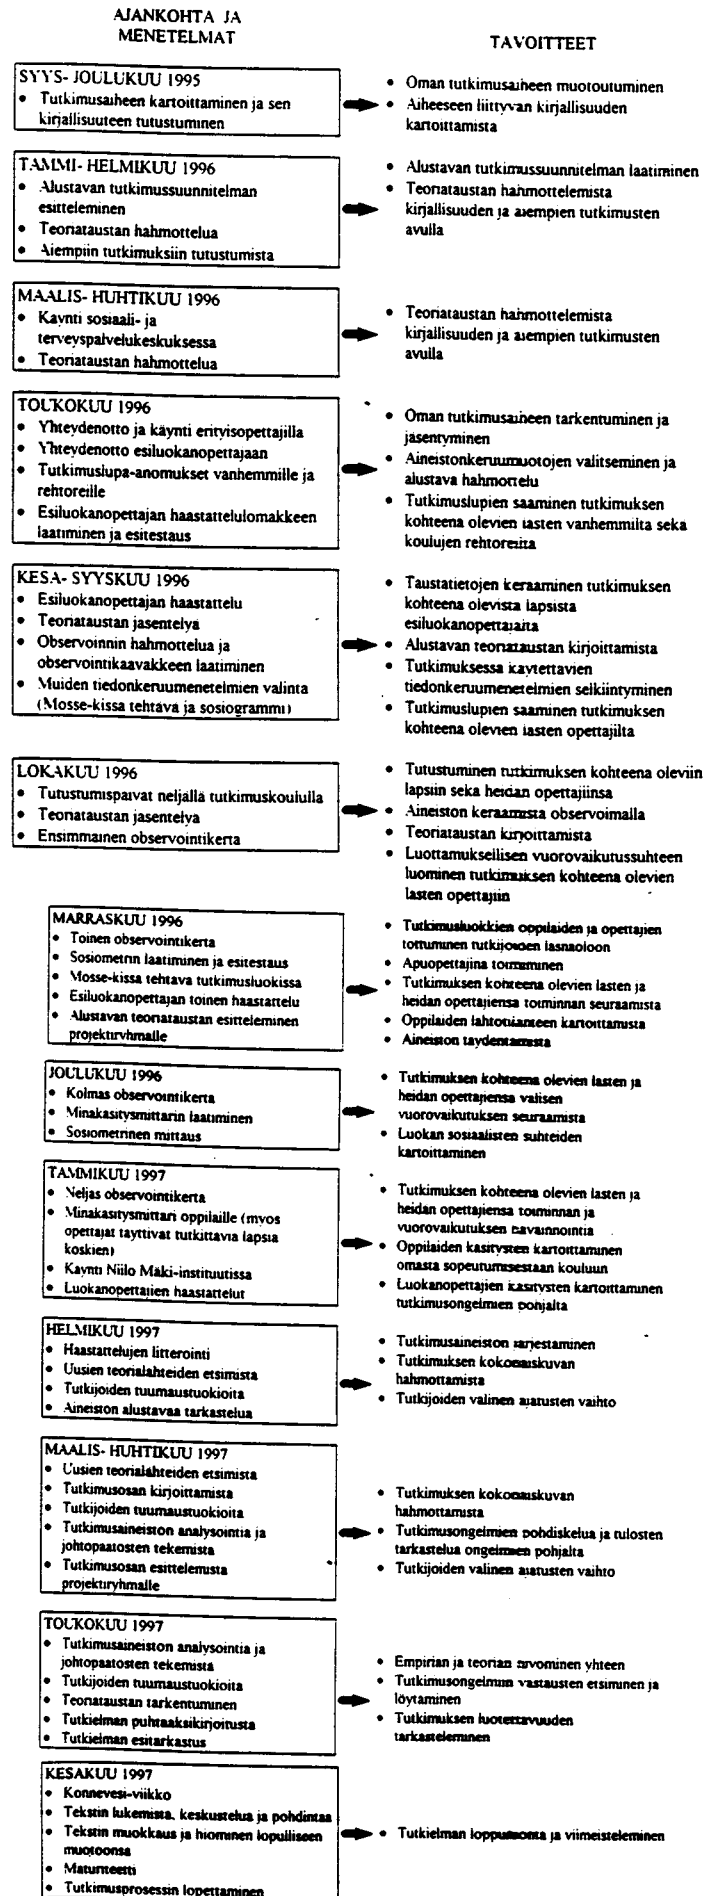 AJANKOHTA JA
MENETELMAT
TAVOITTEET
SYYS- JOULUKUU 1995
• Tutkimusaiheen kartoittaminen ja sen
kirjallisuuteen tutustuminen
• Oman tutkimusaiheen muotoutuminen
• Aiheeseen liittyvan kirjallisuuden
kartoittamista
TAMMI- HELMIKUU 1996
• Alustavan tutkimussuunnitelman
esitteleminen
• Teoriataustan hahmottelua
• Aiempiin tutkimuksiin tutustumista
• Alustavan tutkimussuunnitelman laatiminen
• Teoriataustan hahmottelemista
kirjallisuuden ja aiempien tutkimusten
avulla
MAALIS- HUHTIKUU 1996
• Kaynti sosiaali- ja
terveyspalvelukeskuksessa
• Teoriataustan hahmottelua
• Teoriataustan hahmottelemista
kirjallisuuden ja aiempien tutkimusten
avulla
TOUKOKUU 1996
• Yhteydenotto ja käynti erityisopettajilla
• Yhteydenotto esiluokanopettajaan
• Tutkimuslupa-anomukset vanhemmille ja
rehtoreille
• Esiluokanopettajan haastattelulomakkeen
laatiminen ja esitestaus
• Oman tutkimusaiheen tarkentuminen ja
jäsentyminen
• Aineistonkeruumuotojen valitseminen ja
alustava hahmottelu
• Tutkimuslupien saaminen tutkimuksen
kohteena olevien lasten vanhemmilta seka
koulujen rehtoreilta
KESA- SYYSKUU 1996
• Esiluokanopettajan haastattelu
• Teoriataustan jasentelya
• Observoinnin hahmottelua ja
observointikaavakkeen laatiminen
• Muiden tiedonkeruumenetelmien valinta
(Mosse-kissa tehtava ja sosiogrammi)
• Taustatietojen keraaminen tutkimuksen
kohteena olevista lapsista
esiluokanopettajalta
• Alustavan teoriataustan kirjoittamista
• Tutkimuksessa kaytettavien
tiedonkeruumenetelmien selkiintyminen
• Tutkimuslupien saaminen tutkimuksen
kohteena olevien lasten opettajilta
LOKAKUU 1996
• Tutustumispaivat neljallä tutkimuskoululla
• Teoriataustan jasentelya
• Ensimmainen observointikerta
• Tutustuminen tutkimuksen kohteena oleviin
lapsiin seka heidan opettajiinsa
• Aineiston keraamista observoimalla
• Teoriataustan kirjoittamista
• Luottamuksellisen vuorovaikutussuhteen
luominen tutkimuksen kohteena olevien
lasten opettajiin
MARRASKUU 1996
• Toinen observointikerta
• Sosiometrin laatiminen ja esitestaus
• Mosse-kissa tehtava tutkimusluokissa
• Esiluokanopettajan toinen haastattelu
• Alustavan teoriataustan esitteleminen
projektiryhmalle
• Tutkimusluokkien oppilaiden ja opettajien
tottuminen tutkijoiden lasnaoloon
• Apuopettajina toimiminen
• Tutkimuksen kohteena olevien lasten ja
heidan opettajiensa toiminnan seuraamista
• Oppilaiden lahtotilanteen kartoittamista
• Aineiston taydentamista
JOULUKUU 1996
• Kolmas observointikerta
• Minakasitysmittarin laatiminen
• Sosiometrinen mittaus
• Tutkimuksen kohteena olevien lasten ja
heidan opettajiensa valisen
vuorovaikutuksen seuraamista
• Luokan sosiaalisten suhteiden
kartoittaminen
TAMMIKUU 1997
• Neljas observointikerta
• Minakasitysmittari oppilaille (myos
opettajat tayttivat tutkittavia lapsia
koskien)
• Kaynti Niilo Mäki-instituutissa
• Luokanopettajien haastattelut
• Tutkimuksen kohteena olevien lasten ja
heidan opettajiensa toiminnan ja
vuorovaikutuksen havainnointia
• Oppilaiden kasitysten kartoittaminen
omasta sopeutumisestaan kouluun
• Luokanopettajien kasitysten kartoittaminen
tutkimusongelmien pohjalta
HELMIKUU 1997
• Haastattelujen litterointi
• Uusien teorialahteiden etsimista
• Tutkijoiden tuumaustuokioita
• Aineiston alustavaa tarkastelua
• Tutkimusaineiston jarjestaminen
• Tutkimuksen kokonaiskuvan
hahmottamista
• Tutkijoiden valinen ajatusten vaihto
MAALIS- HUHTIKUU 1997
• Uusien teorialahteiden etsimista
• Tutkimusosan kirjoittamista
• Tutkijoiden tuumaustuokioita
• Tutkimusaineiston analysointia ja
johtopaatosten tekemista
• Tutkimusosan esittelemista
projektiryhmalle
• Tutkimuksen kokonaiskuvan
hahmottamista
• Tutkimusongelmien pohdiskelua ja tulosten
tarkastelua ongelmien pohjalta
• Tutkijoiden valinen ajatusten vaihto
TOUKOKUU 1997
• Tutkimusaineiston analysointia ja
johtopaatosten tekemista
• Tutkijoiden tuumaustuokioita
• Teoriataustan tarkentuminen
• Tutkielman puhtaaksikirjoitusta
• Tutkielman esitarkastus
• Empirian ja teorian nivominen yhteen
• Tutkimusongelmiin vastausten etsiminen ja
löytaminen
• Tutkimuksen luotettavuuden
tarkasteleminen
KESAKUU 1997
• Konnevesi-viikko
• Tekstin lukemista, keskustelua ja pohdintaa
• Tekstin muokkaus ja hiominen lopulliseen
muotoonsa
• Maturiteetti
• Tutkimusprosessin lopettaminen
• Tutkielman loppuunsaanta ja viimeisteleminen